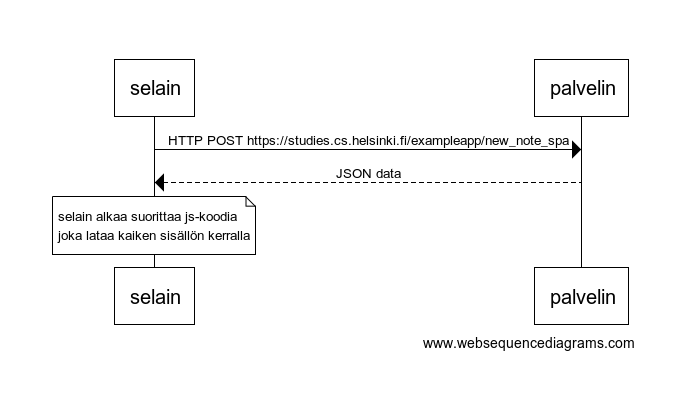 selain
palvelin
HTTP POST https://studies.cs.helsinki.fi/exampleapp/new_note_spa
JSON data
selain alkaa suorittaa js-koodia
joka lataa kaiken sisällön kerralla
selain
palvelin
www.websequencediagrams.com